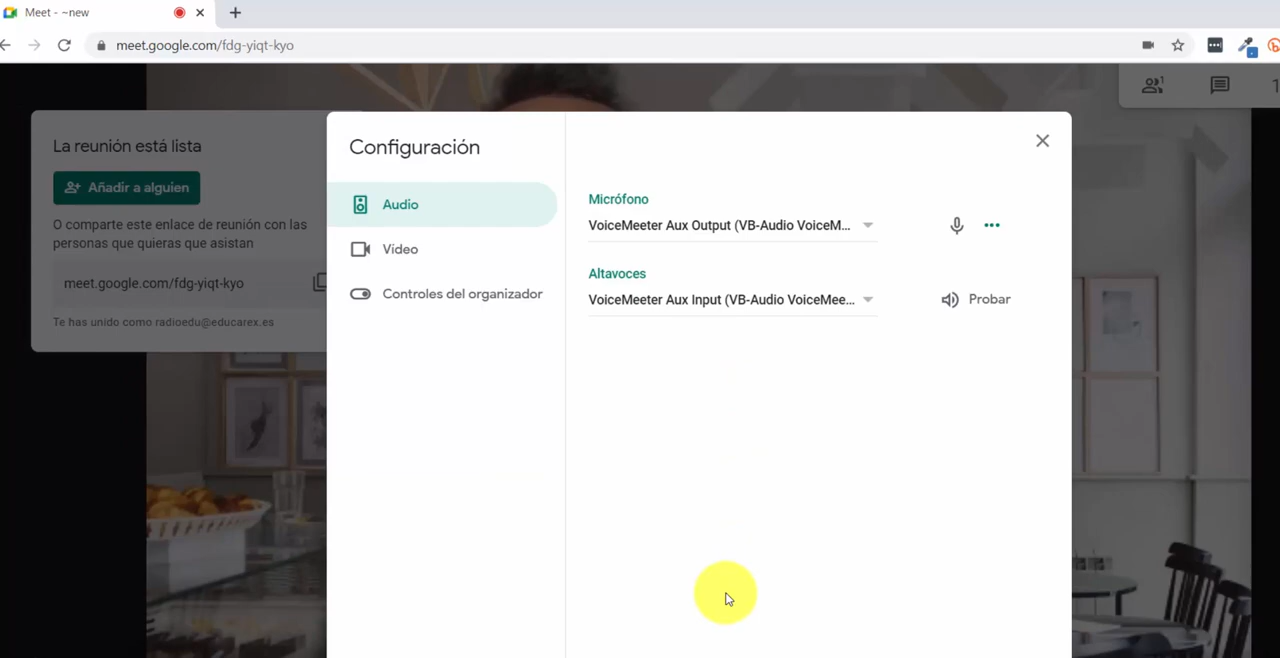 Meet - ~new
meet.google.com/fdg-yiqt-kyo
1
1
La reunión está lista
Añadir a alguien
O comparte este enlace de reunión con las
personas que quieras que asistan
meet.google.com/fdg-yiqt-kyo
Te has unido como radioedu@educarex.es
Configuración
Audio
Vídeo
Controles del organizador
Micrófono
VoiceMeeter Aux Output (VB-Audio VoiceM...
Altavoces
VoiceMeeter Aux Input (VB-Audio VoiceMee...
Probar